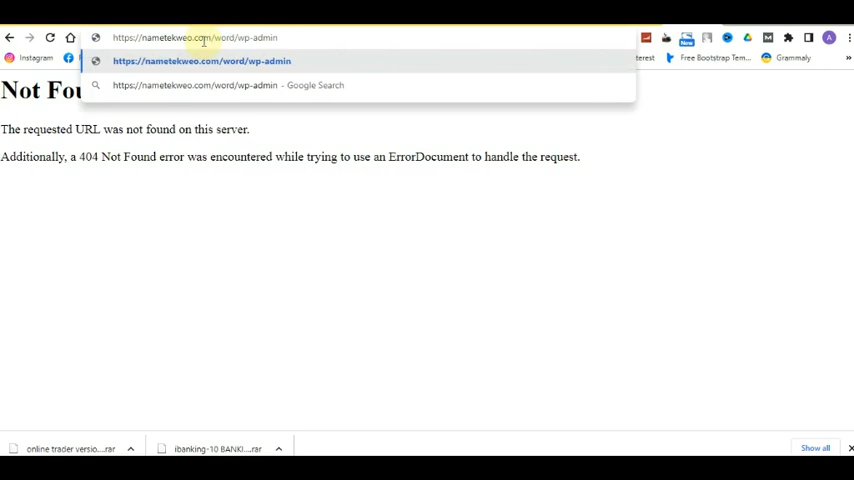 https://nametekweo.com/word/wp-admin
New
Instagram
https://nametekweo.com/word/wp-admin
terest
Free Bootstrap Tem...
Grammaly
https://nametekweo.com/word/wp-admin - Google Search
Not Fou
The requested URL was not found on this server.
Additionally, a 404 Not Found error was encountered while trying to use an ErrorDocument to handle the request.
online trader versio....rar
ibanking-10 BANKI....rar
Show all